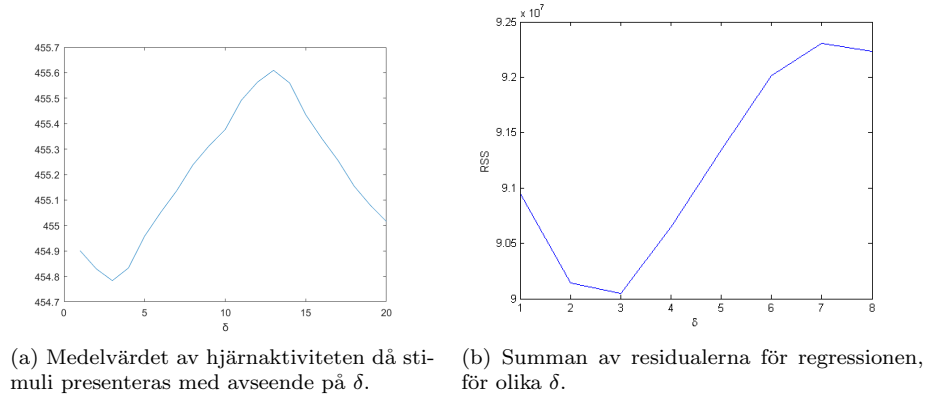 455.7
455.6
455.5
455.4
455.3
455.2
455.1
455
454.9
454.8
454.7
0 5 10 15 20
δ
(a) Medelvärdet av hjärnaktiviteten då sti-
muli presenteras med avseende på δ.
x 10^7
9.25
9.2
9.15
9.1
9.05
9
RSS
1 2 3 4 5 6 7 8
δ
(b) Summan av residualerna för regressionen,
för olika δ.